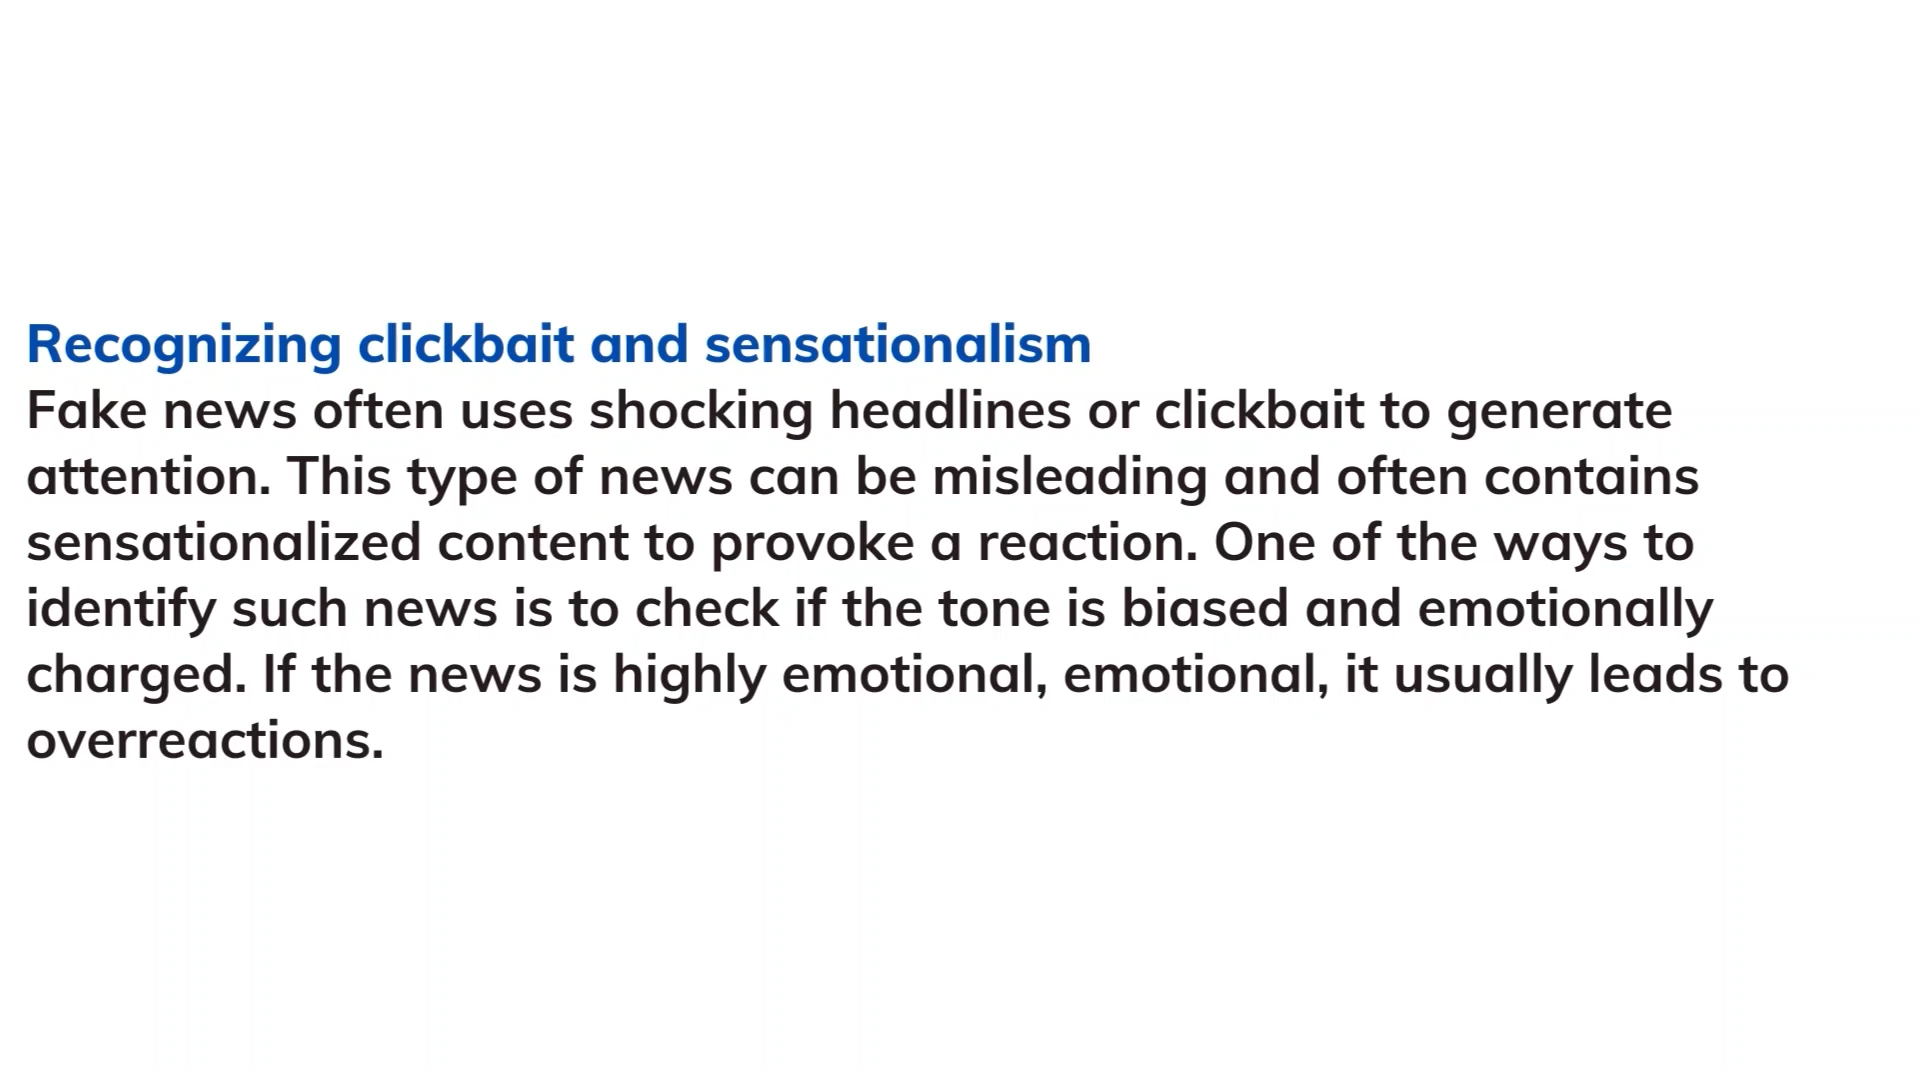 Recognizing clickbait and sensationalism
Fake news often uses shocking headlines or clickbait to generate
attention. This type of news can be misleading and often contains
sensationalized content to provoke a reaction. One of the ways to
identify such news is to check if the tone is biased and emotionally
charged. If the news is highly emotional, emotional, it usually leads to
overreactions.